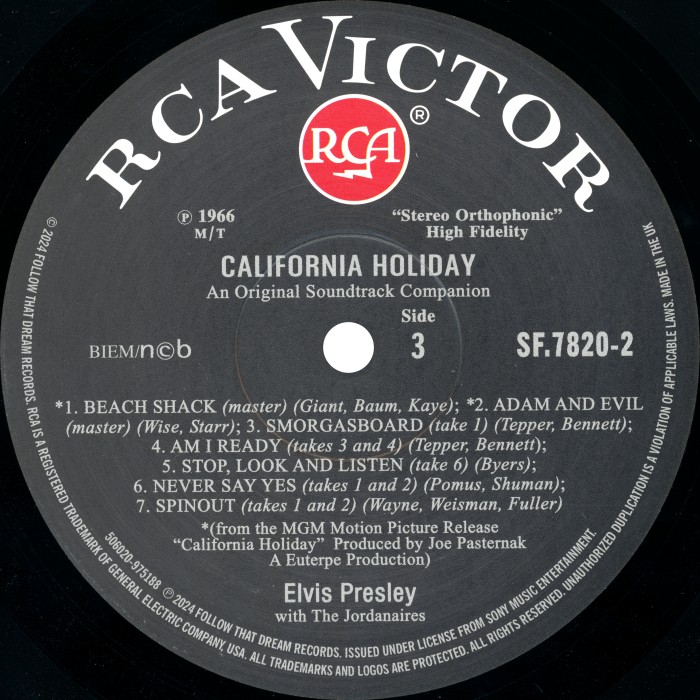 RCA VICTOR
RCA
®
℗ 1966
M/T
“Stereo Orthophonic”
High Fidelity
CALIFORNIA HOLIDAY
An Original Soundtrack Companion
Side
3
BIEM/n©b
SF.7820-2
*1. BEACH SHACK (master) (Giant, Baum, Kaye); *2. ADAM AND EVIL
(master) (Wise, Starr); 3. SMORGASBOARD (take 1) (Tepper, Bennett);
4. AM I READY (takes 3 and 4) (Tepper, Bennett);
5. STOP, LOOK AND LISTEN (take 6) (Byers);
6. NEVER SAY YES (takes 1 and 2) (Pomus, Shuman);
7. SPINOUT (takes 1 and 2) (Wayne, Weisman, Fuller)
*(from the MGM Motion Picture Release
“California Holiday” Produced by Joe Pasternak
A Euterpe Production)
Elvis Presley
with The Jordanaires
© 2024 FOLLOW THAT DREAM RECORDS. RCA IS A REGISTERED TRADEMARK OF GENERAL ELECTRIC COMPANY, USA. ALL TRADEMARKS AND LOGOS ARE PROTECTED. ALL RIGHTS RESERVED. UNAUTHORIZED DUPLICATION IS A VIOLATION OF APPLICABLE LAWS. MADE IN THE UK
506020-975188 ℗ 2024 FOLLOW THAT DREAM RECORDS. ISSUED UNDER LICENSE FROM SONY MUSIC ENTERTAINMENT.